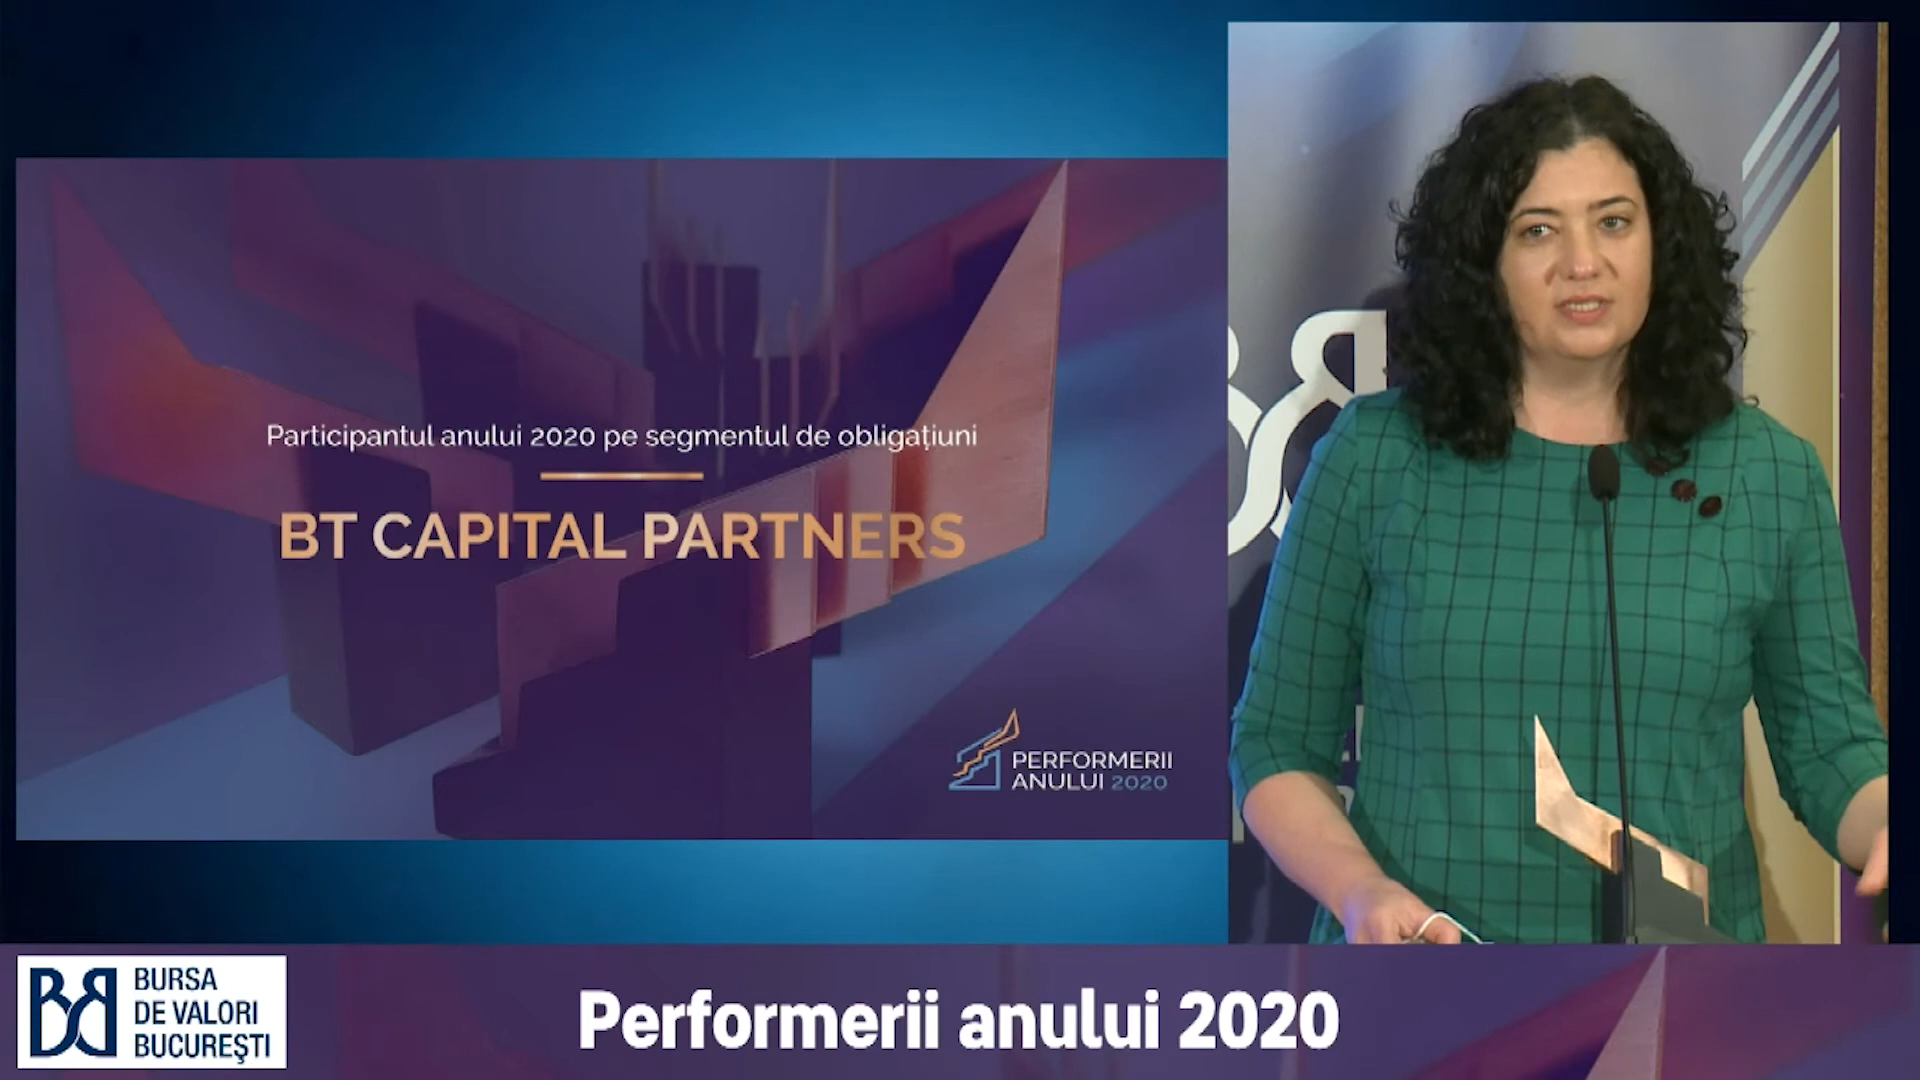 Participantul anului 2020 pe segmentul de obligațiuni
BT CAPITAL PARTNERS
PERFORMERII
ANULUI 2020
BURSA
DE VALORI
BUCUREŞTI
Performerii anului 2020